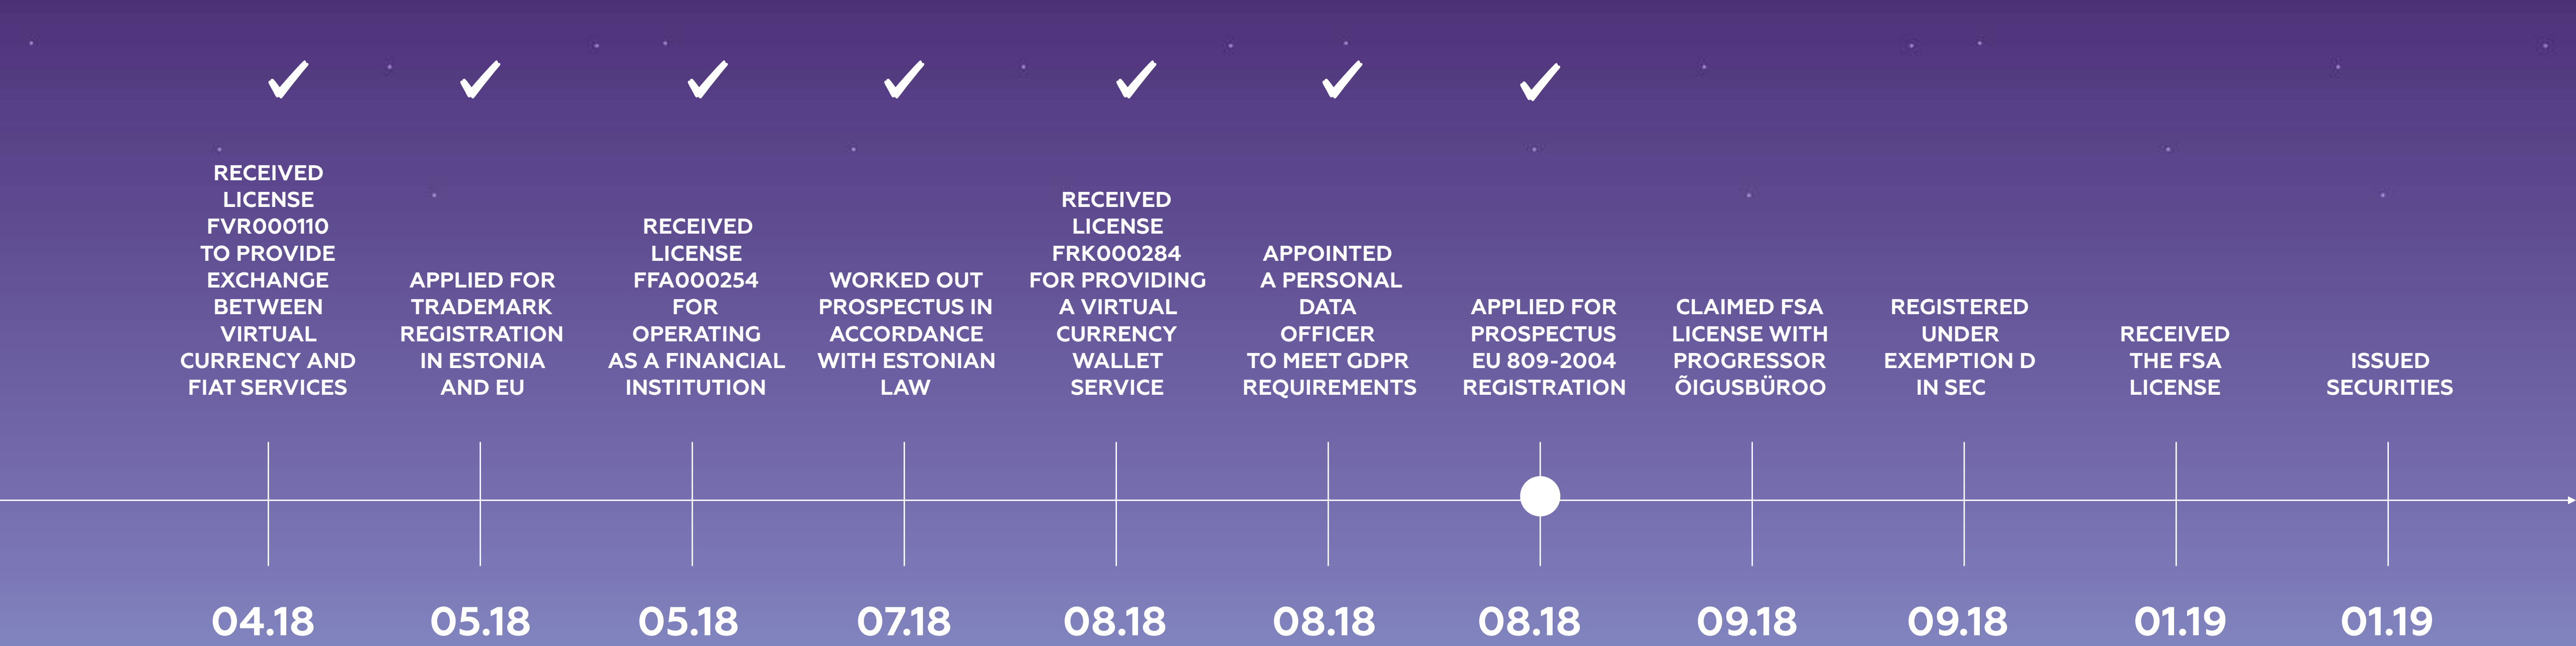 RECEIVED
LICENSE
FVR000110
TO PROVIDE
EXCHANGE
BETWEEN
VIRTUAL
CURRENCY AND
FIAT SERVICES
04.18
APPLIED FOR
TRADEMARK
REGISTRATION
IN ESTONIA
AND EU
05.18
RECEIVED
LICENSE
FFA000254
FOR
OPERATING
AS A FINANCIAL
INSTITUTION
05.18
WORKED OUT
PROSPECTUS IN
ACCORDANCE
WITH ESTONIAN
LAW
07.18
RECEIVED
LICENSE
FRK000284
FOR PROVIDING
A VIRTUAL
CURRENCY
WALLET
SERVICE
08.18
APPOINTED
A PERSONAL
DATA
OFFICER
TO MEET GDPR
REQUIREMENTS
08.18
APPLIED FOR
PROSPECTUS
EU 809-2004
REGISTRATION
08.18
CLAIMED FSA
LICENSE WITH
PROGRESSOR
ÕIGUSBÜROO
09.18
REGISTERED
UNDER
EXEMPTION D
IN SEC
09.18
RECEIVED
THE FSA
LICENSE
01.19
ISSUED
SECURITIES
01.19